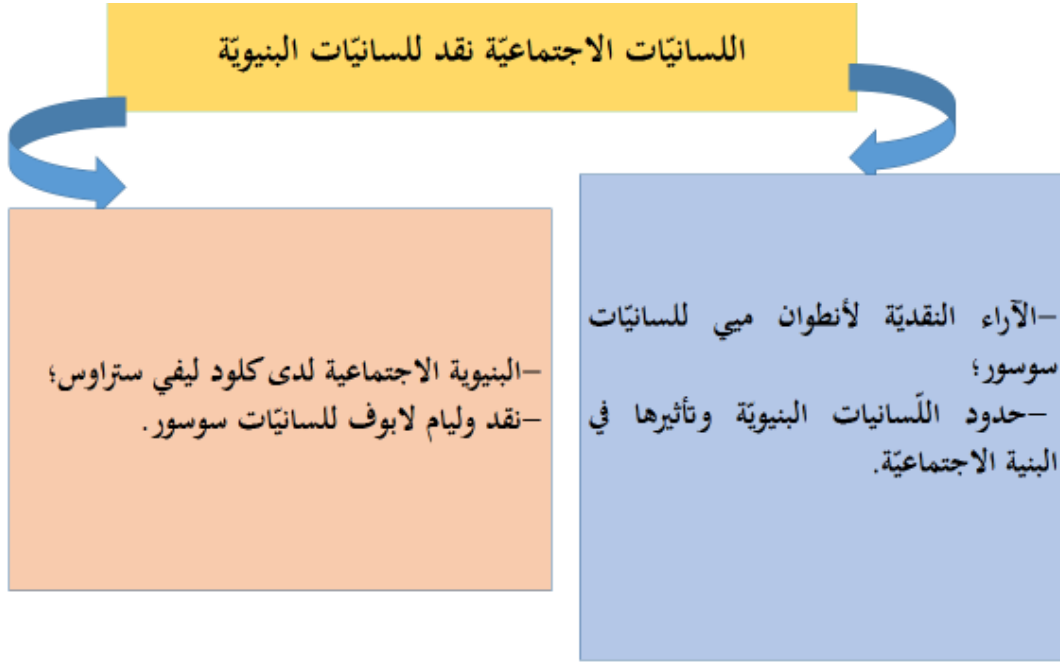 اللسانيّات الاجتماعيّة نقد للسانيّات البنيويّة
–الآراء النقديّة لأنطوان ميي للسانيّات
سوسور؛
–حدود اللّسانيات البنيويّة وتأثيرها في
البنية الاجتماعيّة.
–البنيوية الاجتماعية لدى كلود ليفي ستراوس؛
–نقد وليام لابوف للسانيّات سوسور.